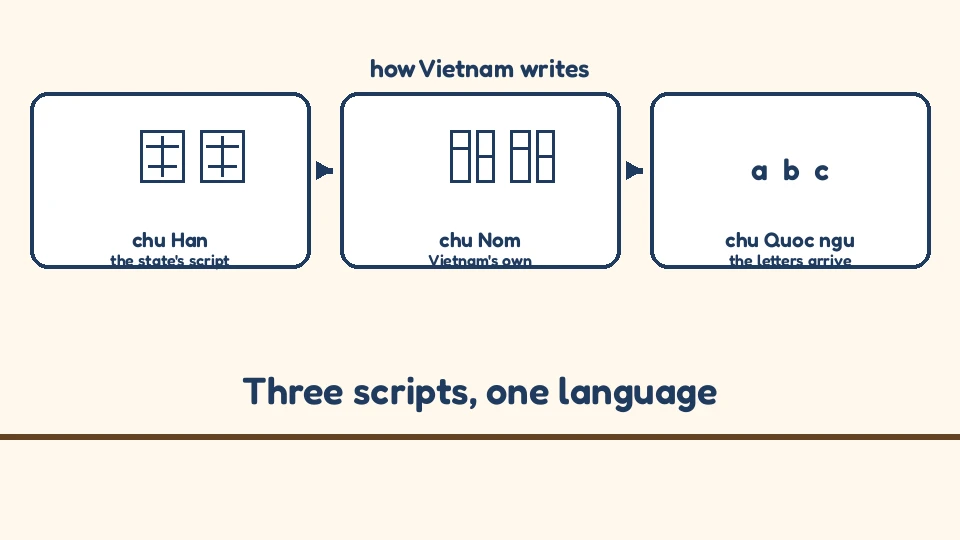 how Vietnam writes
chu Han
the state's script
chu Nom
Vietnam's own
a b c
chu Quoc ngu
the letters arrive
Three scripts, one language